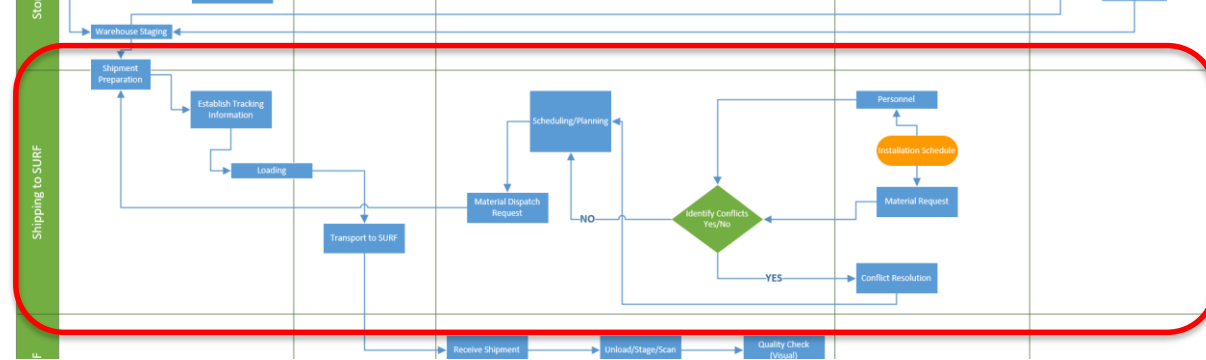 Sto
Warehouse Staging
Shipping to SURF
Shipment
Preparation
Establish Tracking
Information
Loading
Transport to SURF
Scheduling/Planning
Material Dispatch
Request
NO
Identify Conflicts
Yes/No
YES
Personnel
Installation Schedule
Material Request
Conflict Resolution
F
Receive Shipment
Unload/Stage/Scan
Quality Check
(Visual)